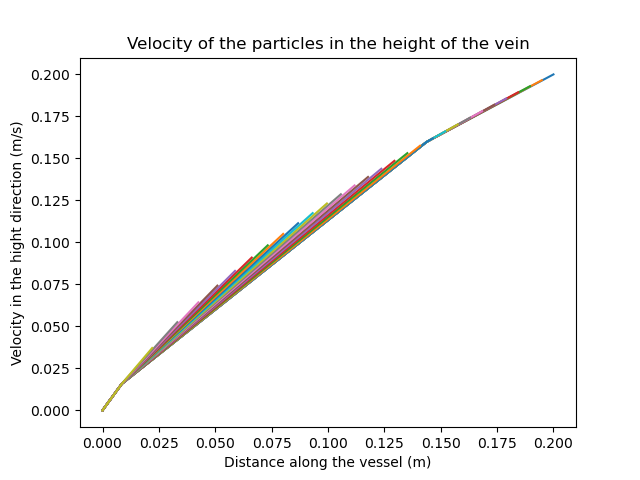 Velocity of the particles in the height of the vein
Velocity in the hight direction (m/s)
0.200
0.175
0.150
0.125
0.100
0.075
0.050
0.025
0.000
0.000 0.025 0.050 0.075 0.100 0.125 0.150 0.175 0.200
Distance along the vessel (m)